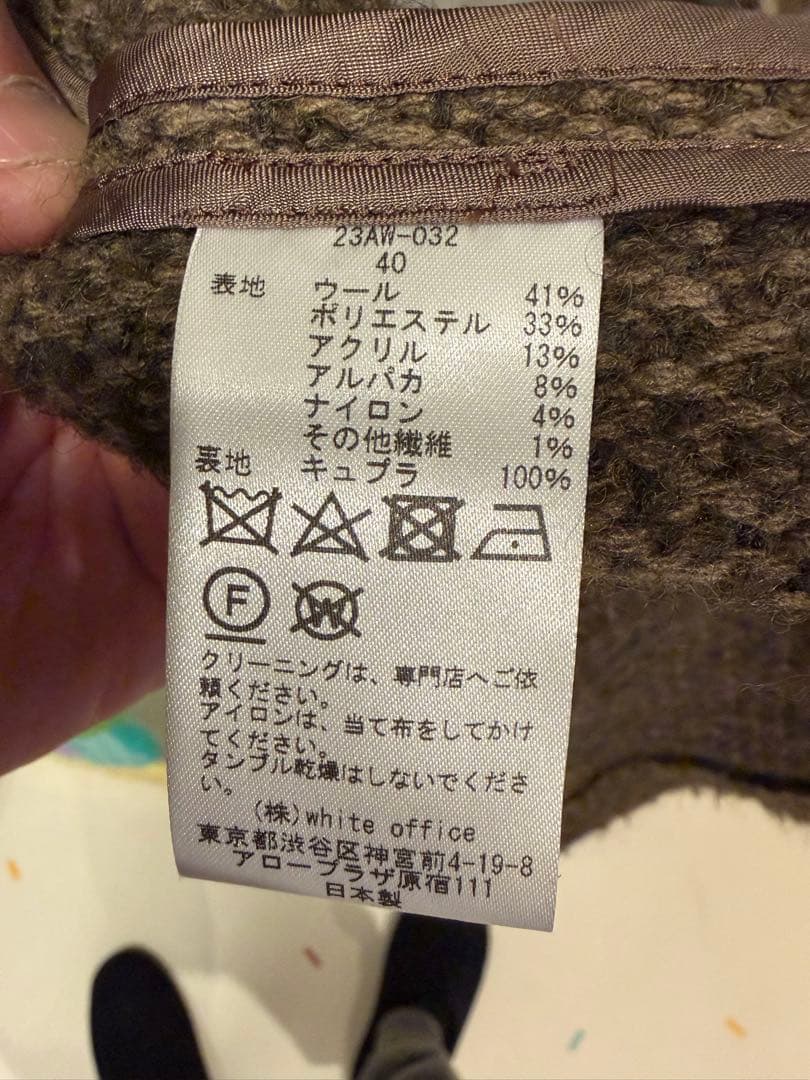 23AW-032
40
表地 ウール 41%
ポリエステル 33%
アクリル 13%
アルパカ 8%
ナイロン 4%
その他繊維 1%
裏地 キュプラ 100%
F W
クリーニングは、専門店へご依
頼ください。
アイロンは、当て布をしてかけ
てください。
タンブル乾燥はしないでくださ
い。
(株)white office
東京都渋谷区神宮前4-19-8
アロープラザ原宿111
日本製